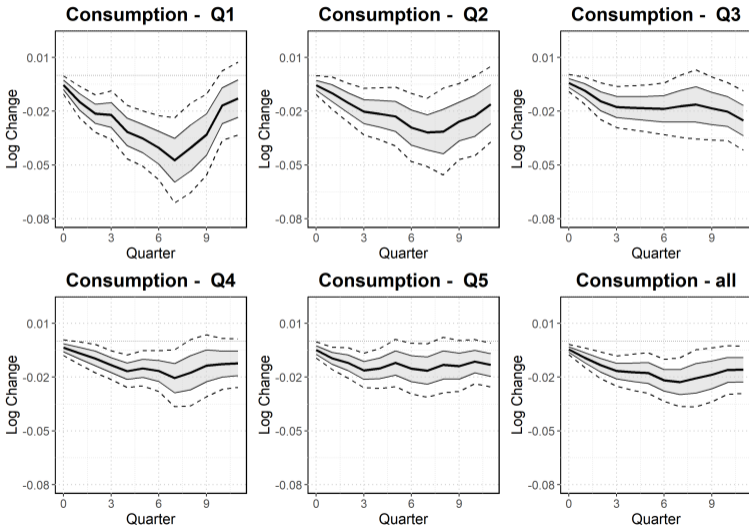 Consumption - Q1
Log Change
0.01
-0.02
-0.05
-0.08
0 3 6 9
Quarter
Consumption - Q2
Log Change
0.01
-0.02
-0.05
-0.08
0 3 6 9
Quarter
Consumption - Q3
Log Change
0.01
-0.02
-0.05
-0.08
0 3 6 9
Quarter
Consumption - Q4
Log Change
0.01
-0.02
-0.05
-0.08
0 3 6 9
Quarter
Consumption - Q5
Log Change
0.01
-0.02
-0.05
-0.08
0 3 6 9
Quarter
Consumption - all
Log Change
0.01
-0.02
-0.05
-0.08
0 3 6 9
Quarter